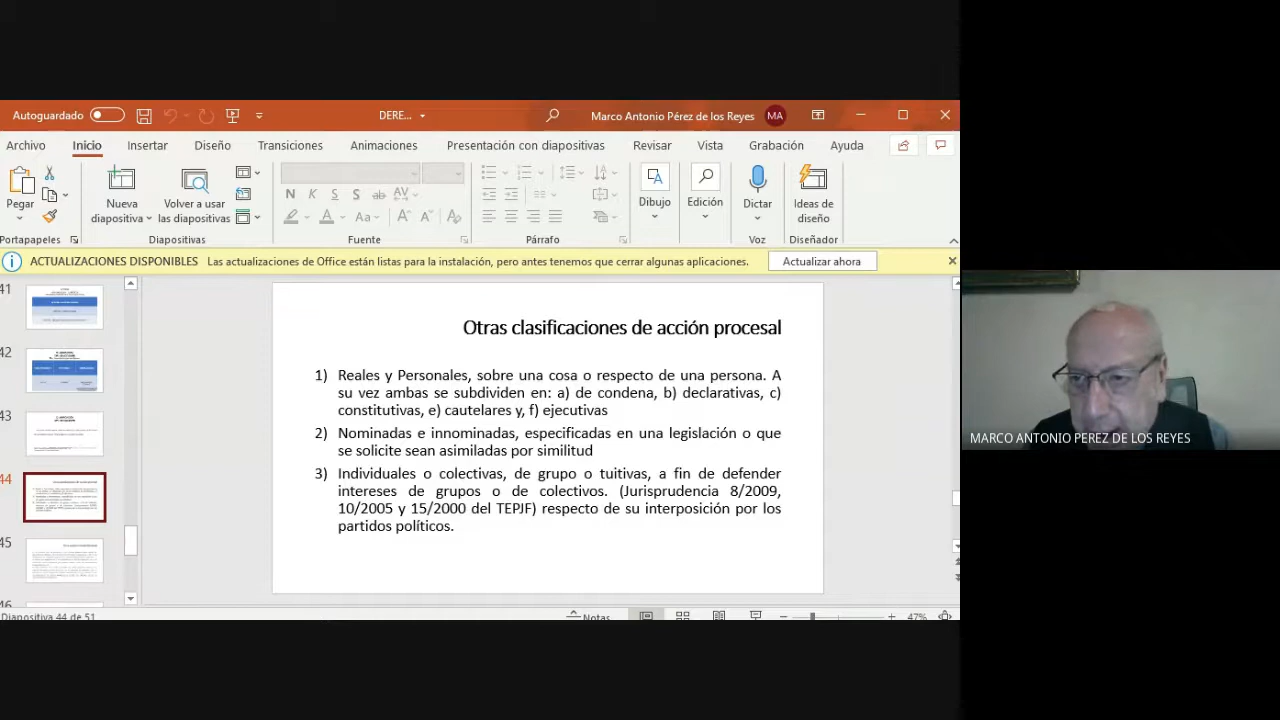 Autoguardado
DERE...
Marco Antonio Pérez de los Reyes
MA
Archivo
Inicio
Insertar
Diseño
Transiciones
Animaciones
Presentación con diapositivas
Revisar
Vista
Grabación
Ayuda
Pegar
Nueva
diapositiva
Volver a usar
las diapositivas
N K S S ab AV
Aa
A A
Dibujo
Edición
Dictar
Ideas de
diseño
Portapapeles
Diapositivas
Fuente
Párrafo
Voz
Diseñador
ACTUALIZACIONES DISPONIBLES Las actualizaciones de Office están listas para la instalación, pero antes tenemos que cerrar algunas aplicaciones.
Actualizar ahora
41
42
43
44
45
46
Otras clasificaciones de acción procesal
1) Reales y Personales, sobre una cosa o respecto de una persona. A
su vez ambas se subdividen en: a) de condena, b) declarativas, c)
constitutivas, e) cautelares y, f) ejecutivas
2) Nominadas e innominadas, especificadas en una legislación o que
se solicite sean asimiladas por similitud
3) Individuales o colectivas, de grupo o tuitivas, a fin de defender
intereses de grupos o de colectivos. (Jurisprudencia 8/2009,
10/2005 y 15/2000 del TEPJF) respecto de su interposición por los
partidos políticos.
MARCO ANTONIO PEREZ DE LOS REYES
Diapositiva 44 de 51
Notas
47%